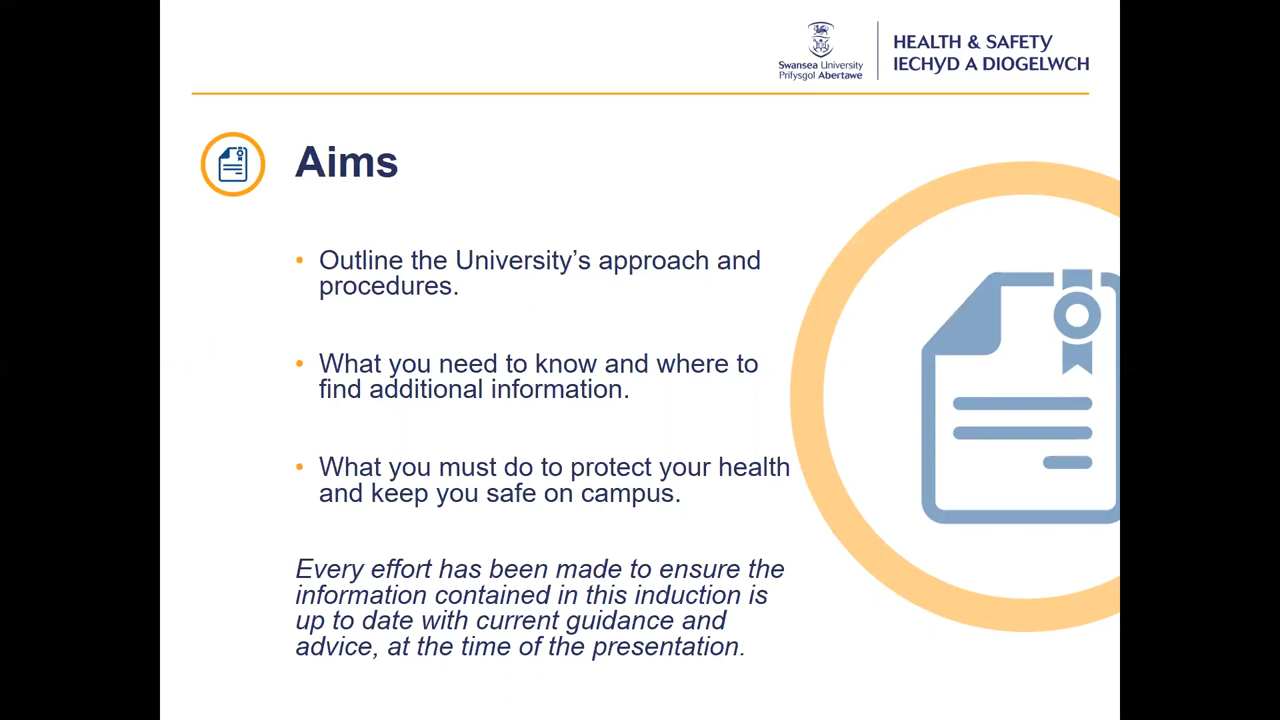 Swansea University
Prifysgol Abertawe
HEALTH & SAFETY
IECHYD A DIOGELWCH
Aims
• Outline the University’s approach and
procedures.
• What you need to know and where to
find additional information.
• What you must do to protect your health
and keep you safe on campus.
Every effort has been made to ensure the
information contained in this induction is
up to date with current guidance and
advice, at the time of the presentation.